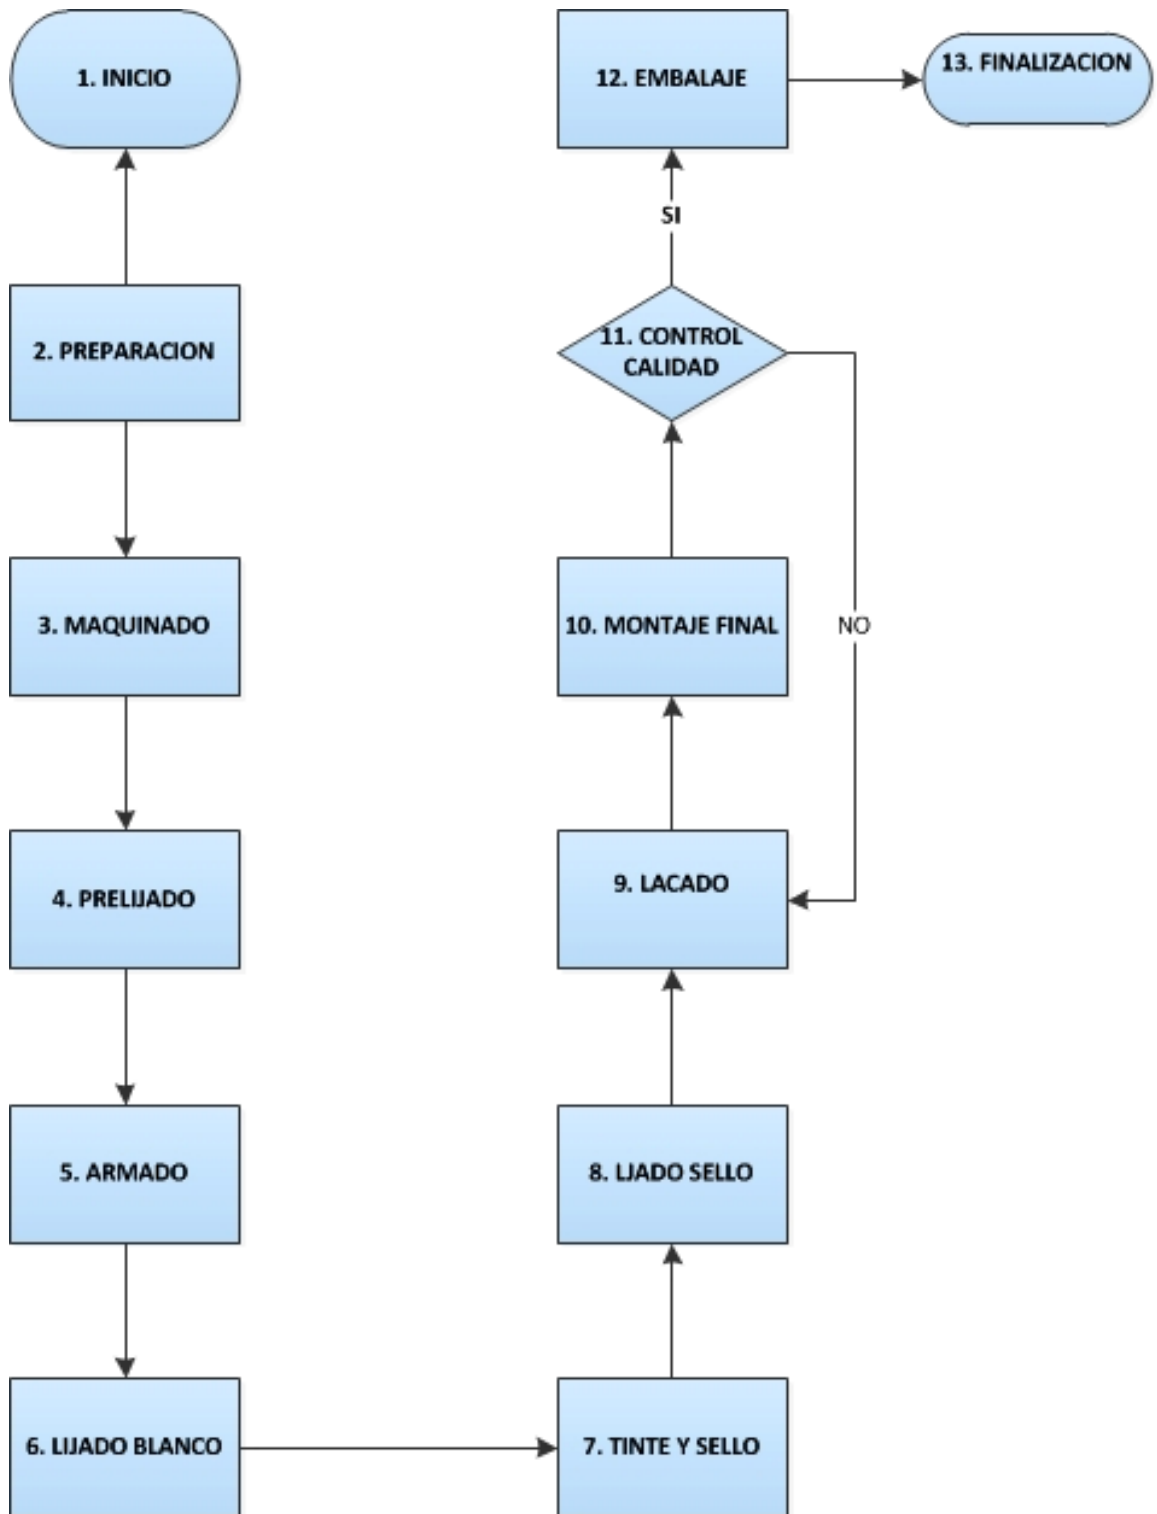 1. INICIO
2. PREPARACION
3. MAQUINADO
4. PRELIJADO
5. ARMADO
6. LIJADO BLANCO
7. TINTE Y SELLO
8. LJADO SELLO
9. LACADO
10. MONTAJE FINAL
11. CONTROL
CALIDAD
NO
SI
12. EMBALAJE
13. FINALIZACION